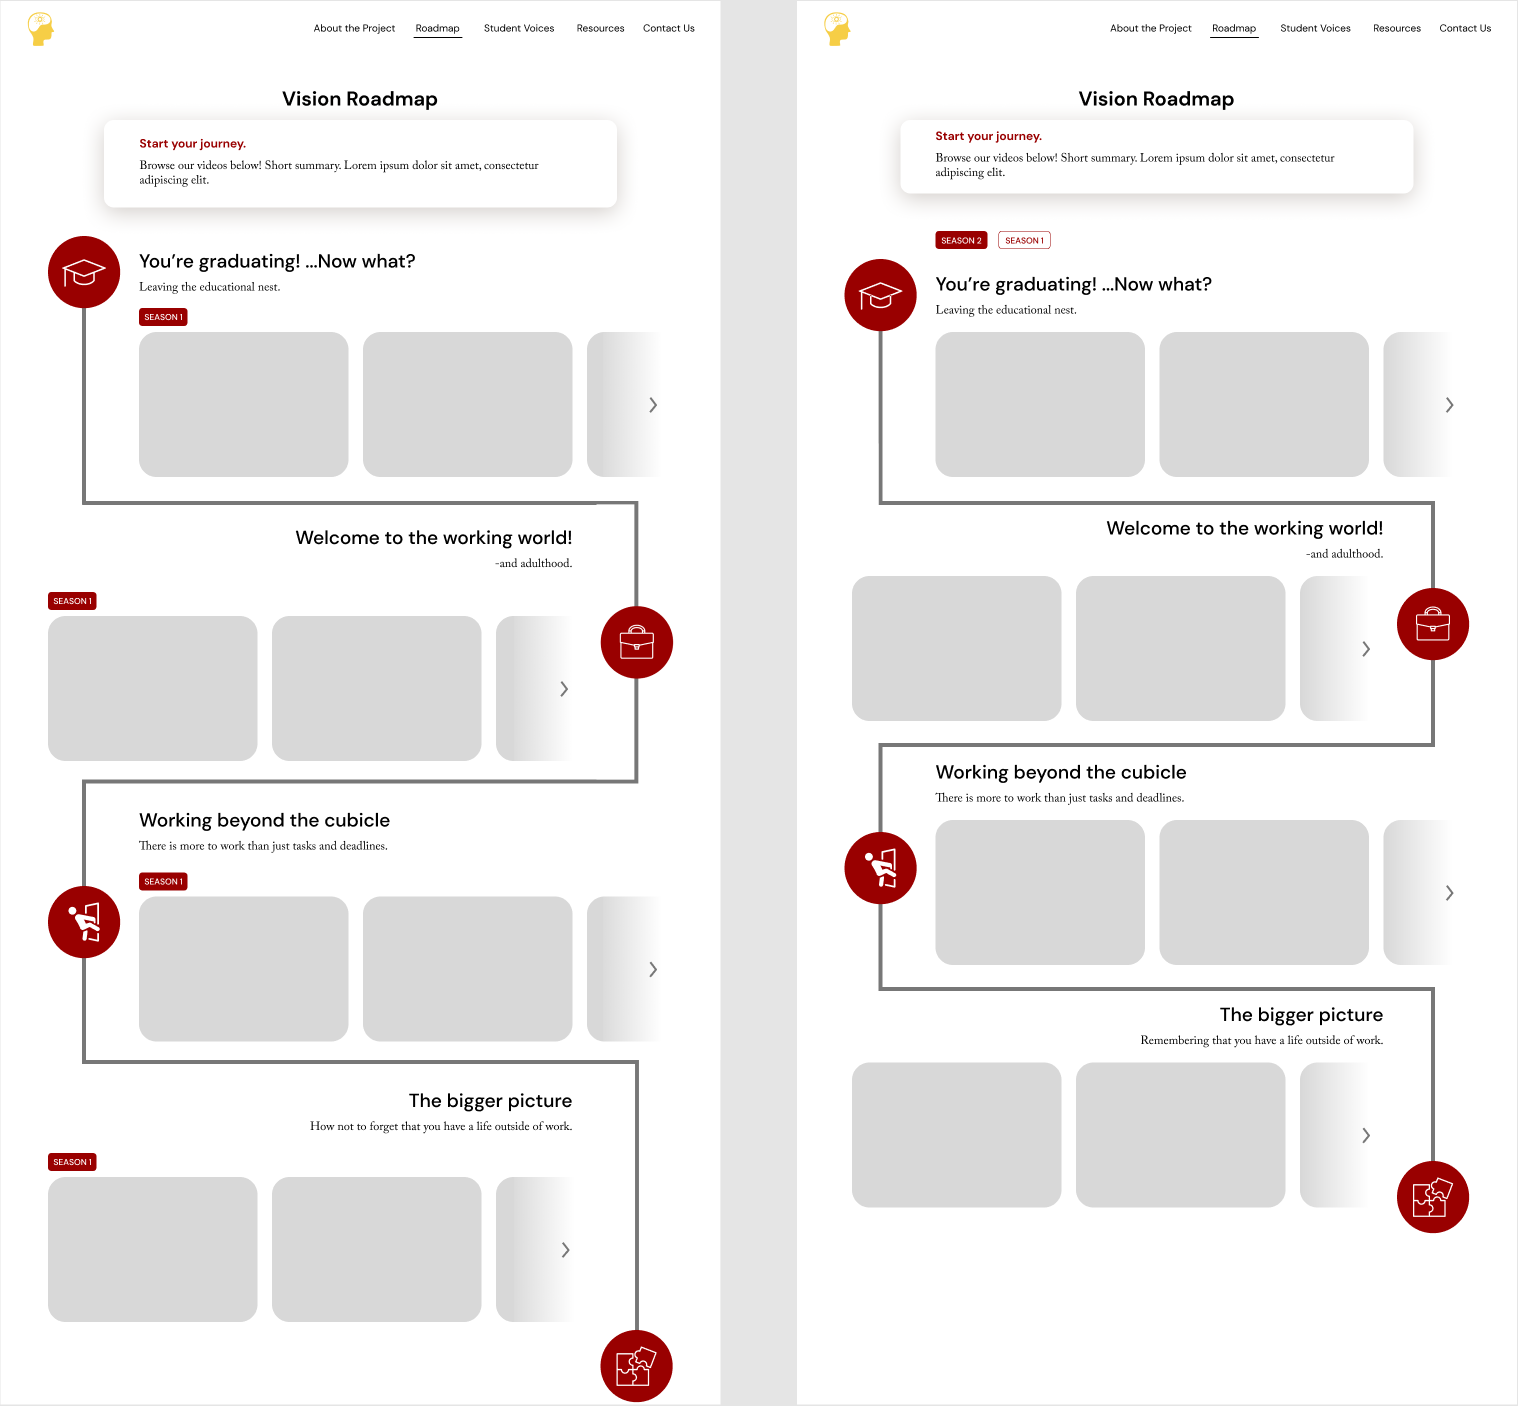 About the Project Roadmap Student Voices Resources Contact Us
Vision Roadmap
Start your journey.
Browse our videos below! Short summary. Lorem ipsum dolor sit amet, consectetur
adipiscing elit.
You’re graduating! ...Now what?
Leaving the educational nest.
SEASON 1
Welcome to the working world!
-and adulthood.
SEASON 1
Working beyond the cubicle
There is more to work than just tasks and deadlines.
SEASON 1
The bigger picture
How not to forget that you have a life outside of work.
SEASON 1
About the Project Roadmap Student Voices Resources Contact Us
Vision Roadmap
Start your journey.
Browse our videos below! Short summary. Lorem ipsum dolor sit amet, consectetur
adipiscing elit.
SEASON 2 SEASON 1
You’re graduating! ...Now what?
Leaving the educational nest.
Welcome to the working world!
-and adulthood.
Working beyond the cubicle
There is more to work than just tasks and deadlines.
The bigger picture
Remembering that you have a life outside of work.